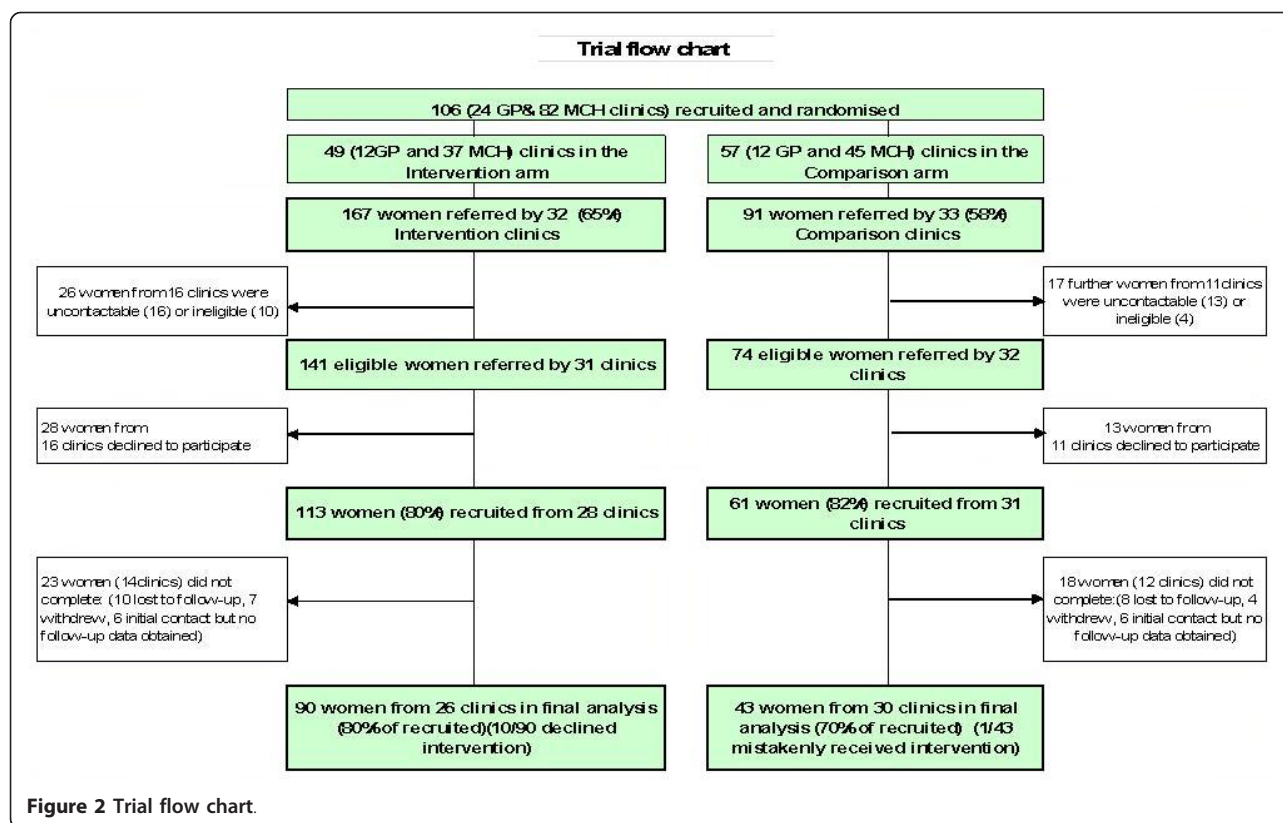 Trial flow chart
106 (24 GP& 82 MCH clinics) recruited and randomised
49 (12GP and 37 MCH) clinics in the
Intervention arm
57 (12 GP and 45 MCH) clinics in the
Comparison arm
167 women referred by 32 (65%)
Intervention clinics
91 women referred by 33 (58%)
Comparison clinics
26 women from 16 clinics were
uncontactable (16) or ineligible (10)
17 further women from 11clinics
were uncontactable (13) or
ineligible (4)
141 eligible women referred by 31 clinics
74 eligible women referred by 32
clinics
28 women from
16 clinics declined to participate
13 women from
11 clinics declined to participate
113 women (80%) recruited from 28 clinics
61 women (82%) recruited from 31
clinics
23 women (14clinics) did not
complete: (10 lost to follow-up, 7
withdrew, 6 initial contact but no
follow-up data obtained)
18 women (12 clinics) did not
complete:(8 lost to follow-up, 4
withdrew, 6 initial contact but no
follow-up data obtained)
90 women from 26 clinics in final analysis
(80% of recruited)(10/90 declined
intervention)
43 women from 30 clinics in final
analysis (70% of recruited) (1/43
mistakenly received intervention)
Figure 2 Trial flow chart.